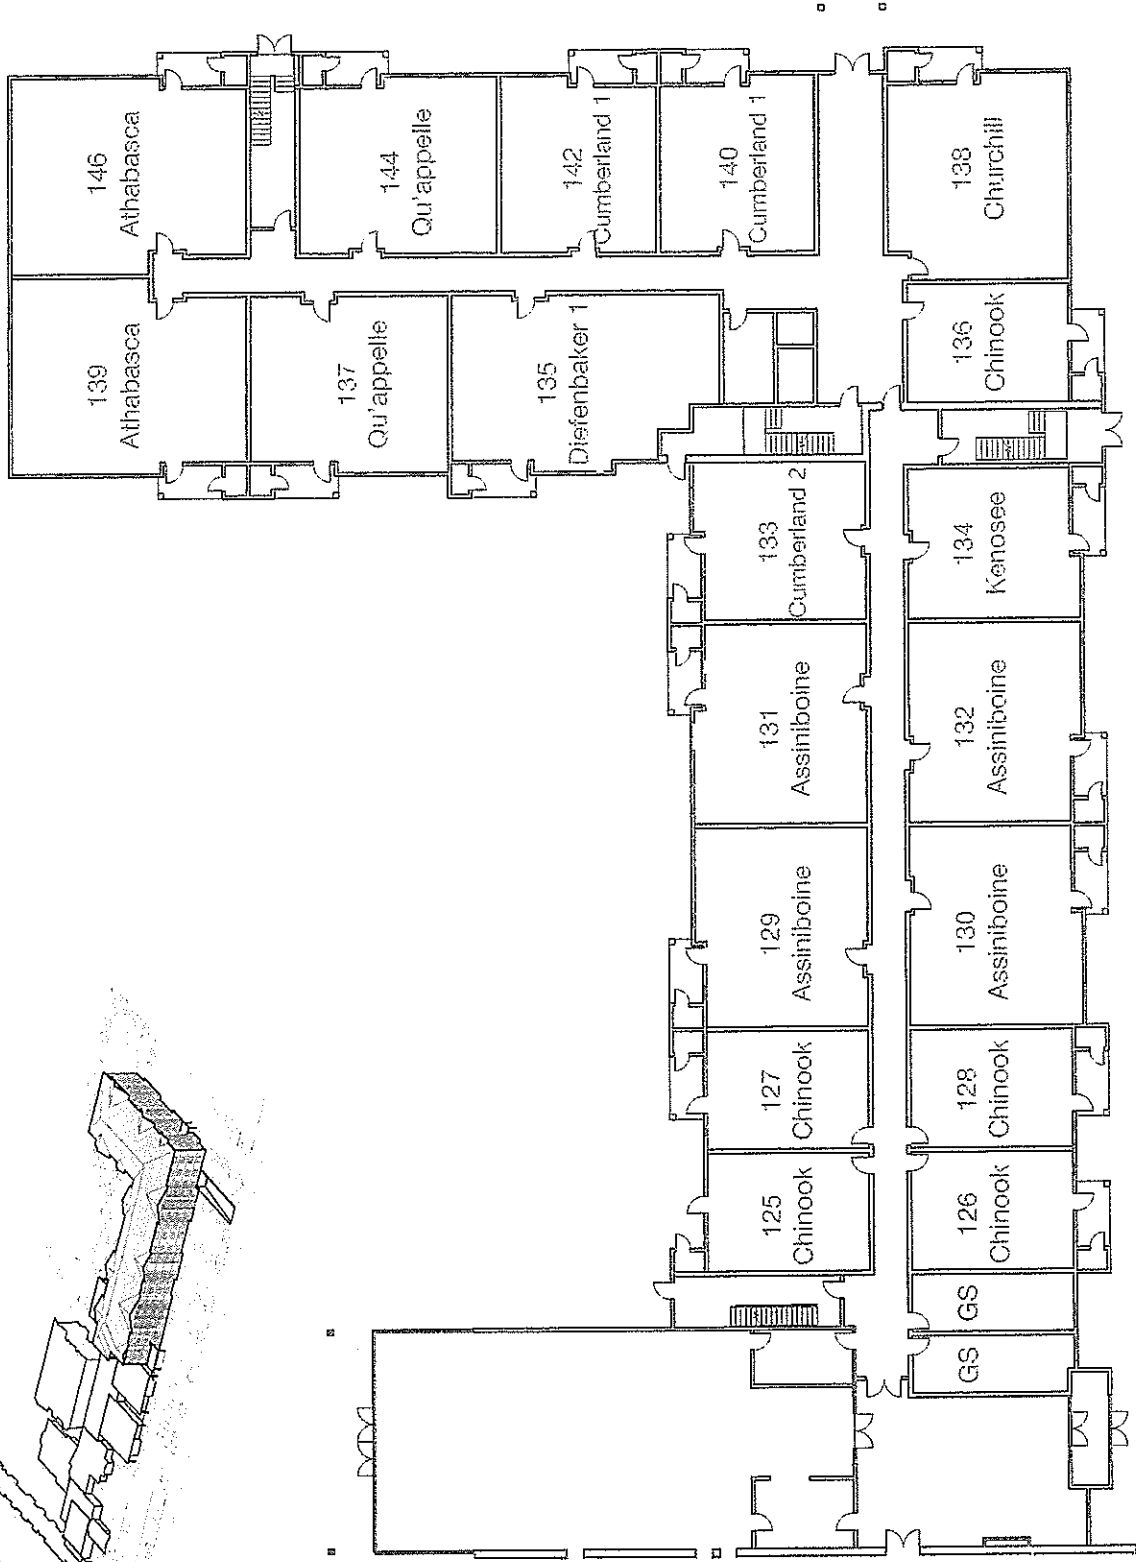 146
Athabasca
144
Qu'appelle
142
Cumberland 1
140
Cumberland 1
138
Churchill
139
Athabasca
137
Qu'appelle
135
Diefenbaker 1
136
Chinook
133
Cumberland 2
134
Kenosee
131
Assiniboine
132
Assiniboine
129
Assiniboine
130
Assiniboine
127
Chinook
128
Chinook
125
Chinook
126
Chinook
GS
GS